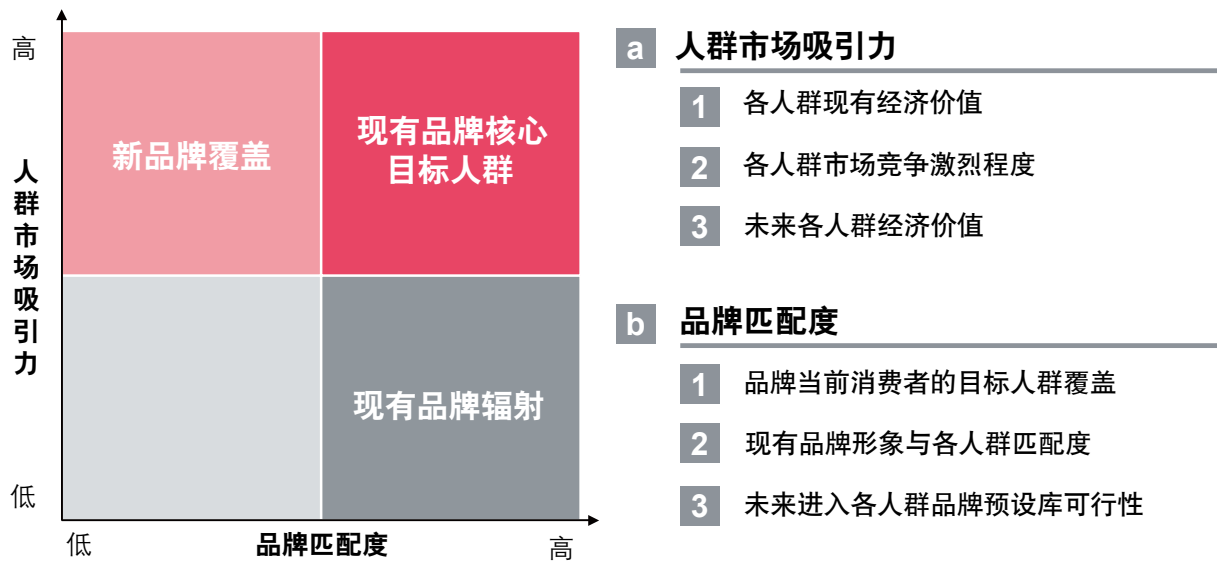 高
人群市场吸引力
低
新品牌覆盖
现有品牌核心
目标人群
现有品牌辐射
低
品牌匹配度
高
a 人群市场吸引力
1 各人群现有经济价值
2 各人群市场竞争激烈程度
3 未来各人群经济价值
b 品牌匹配度
1 品牌当前消费者的目标人群覆盖
2 现有品牌形象与各人群匹配度
3 未来进入各人群品牌预设库可行性